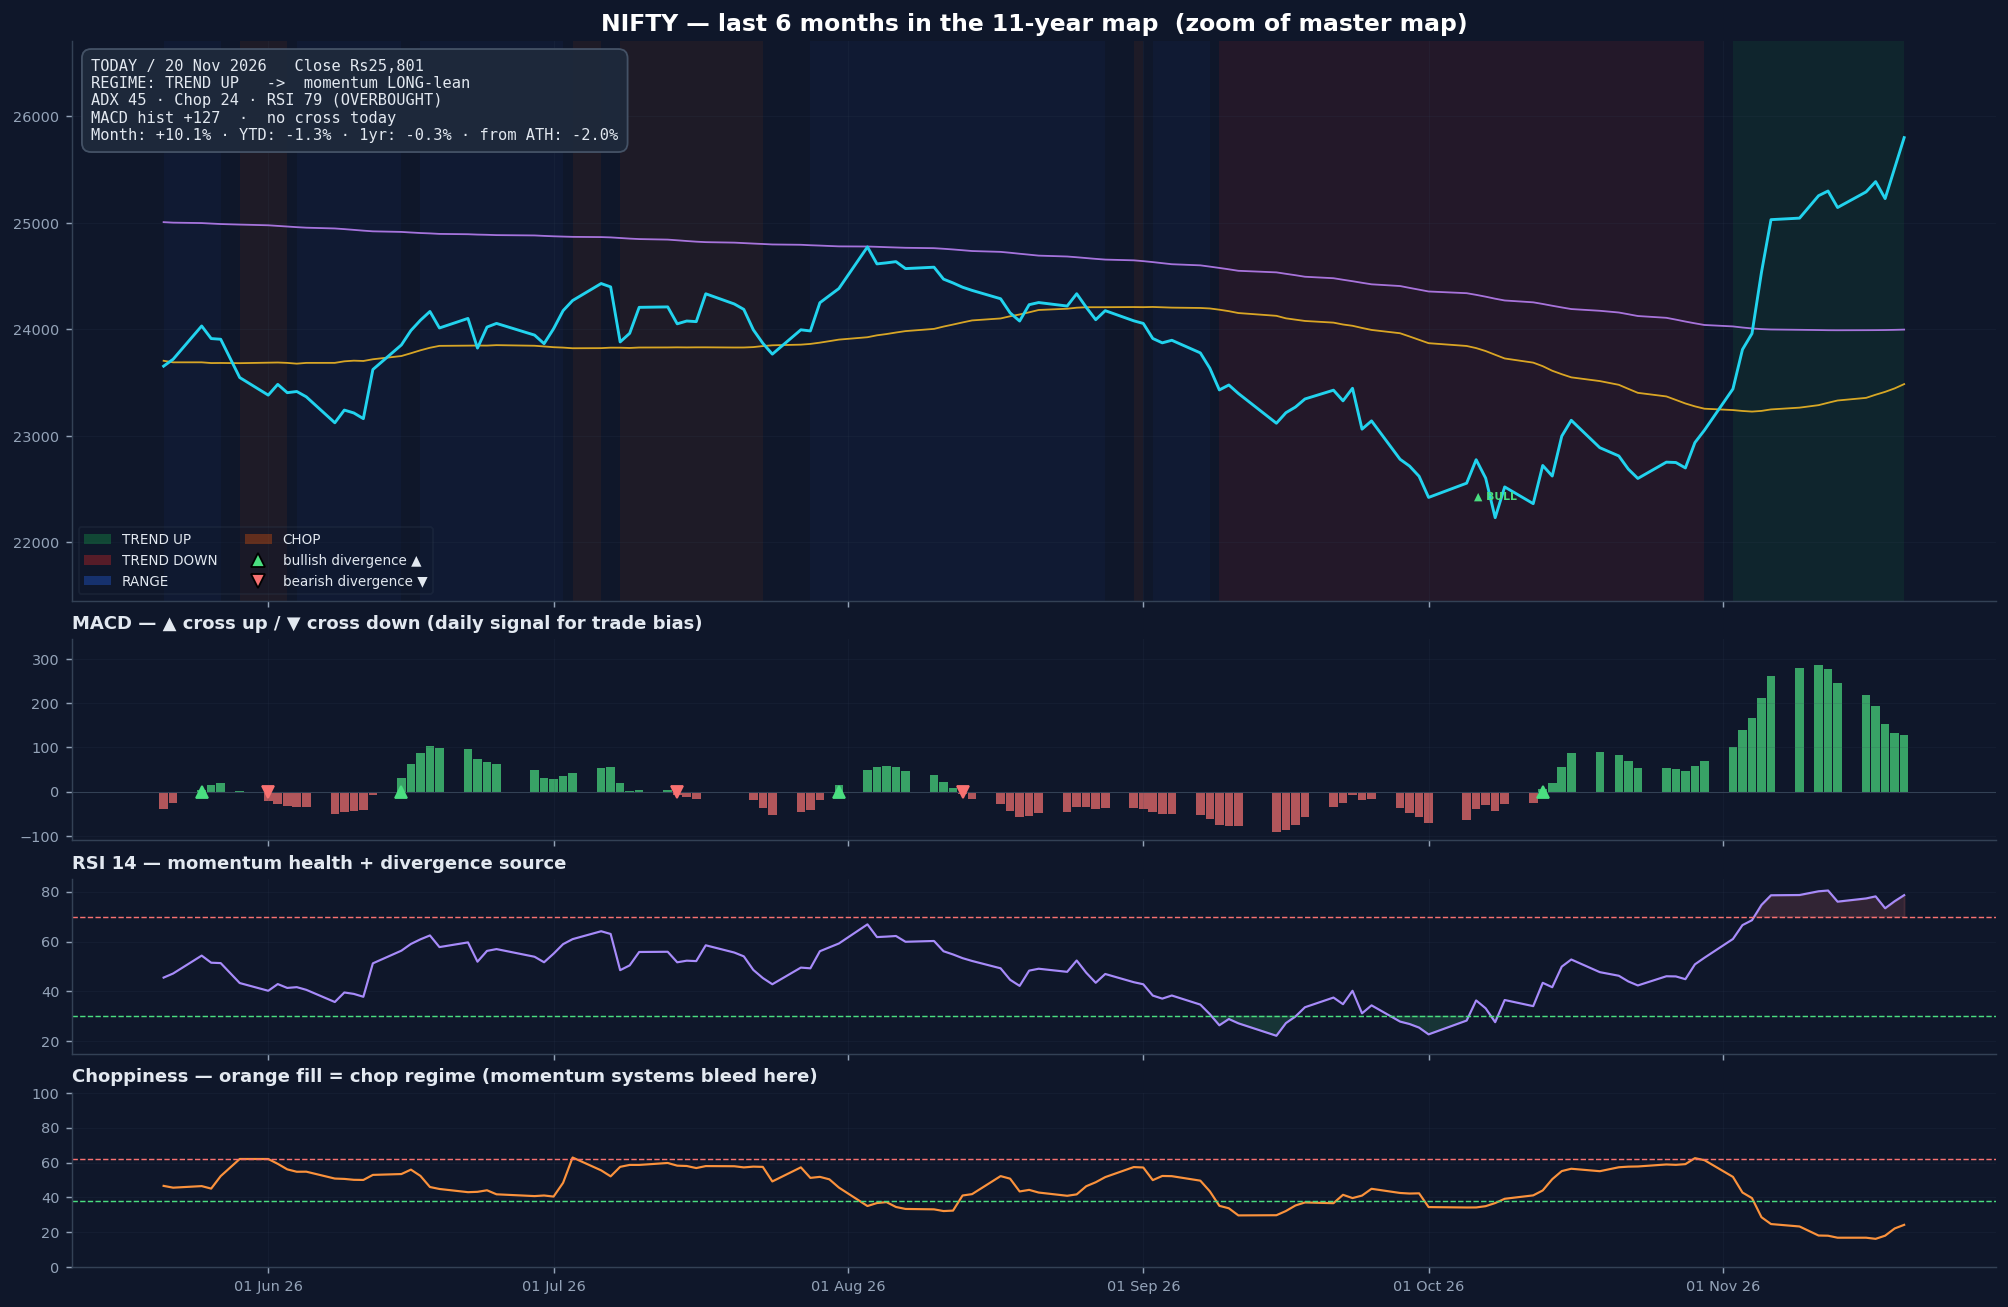 NIFTY — last 6 months in the 11-year map  (zoom of master map)
TODAY / 20 Nov 2026   Close Rs25,801
REGIME: TREND UP   ->  momentum LONG-lean
ADX 45 · Chop 24 · RSI 79 (OVERBOUGHT)
MACD hist +127  ·  no cross today
Month: +10.1% · YTD: -1.3% · 1yr: -0.3% · from ATH: -2.0%
26000
25000
24000
23000
22000
▲ BULL
TREND UP
TREND DOWN
RANGE
CHOP
bullish divergence ▲
bearish divergence ▼
MACD — ▲ cross up / ▼ cross down (daily signal for trade bias)
300
200
100
0
−100
RSI 14 — momentum health + divergence source
80
60
40
20
Choppiness — orange fill = chop regime (momentum systems bleed here)
100
80
60
40
20
0
01 Jun 26
01 Jul 26
01 Aug 26
01 Sep 26
01 Oct 26
01 Nov 26